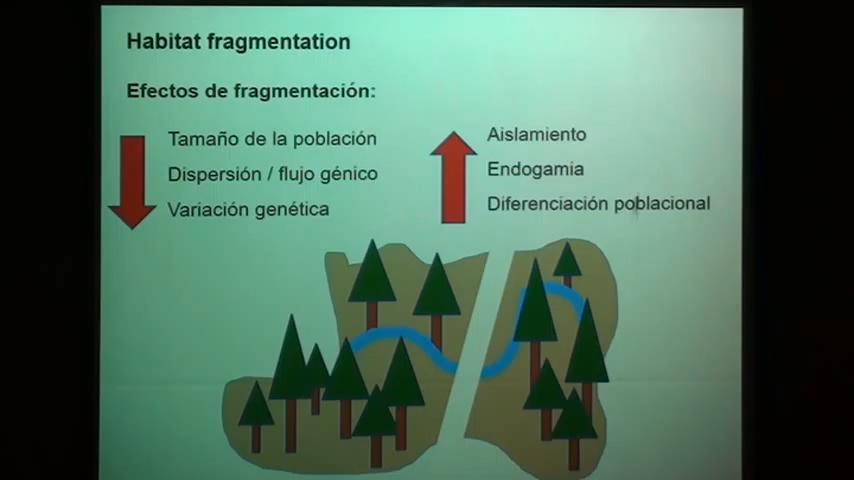 Habitat fragmentation
Efectos de fragmentación:
Tamaño de la población
Dispersión / flujo génico
Variación genética
Aislamiento
Endogamia
Diferenciación poblacional